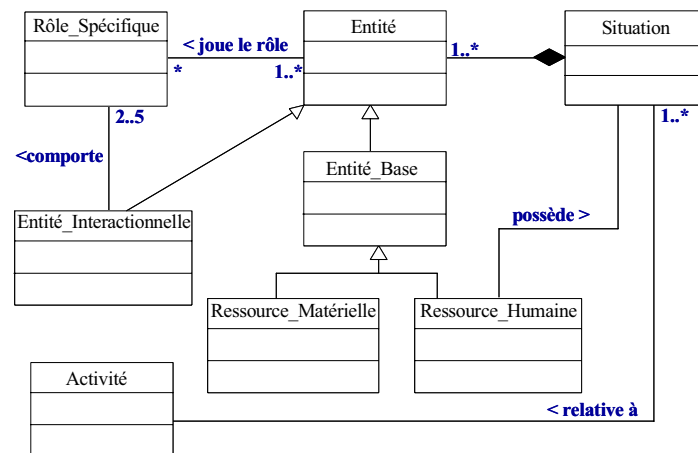 Rôle_Spécifique
Entité
Situation
< joue le rôle
1..*
*
1..*
2..5
1..*
<comporte
Entité_Base
Entité_Interactionnelle
possède >
Ressource_Matérielle
Ressource_Humaine
Activité
< relative à